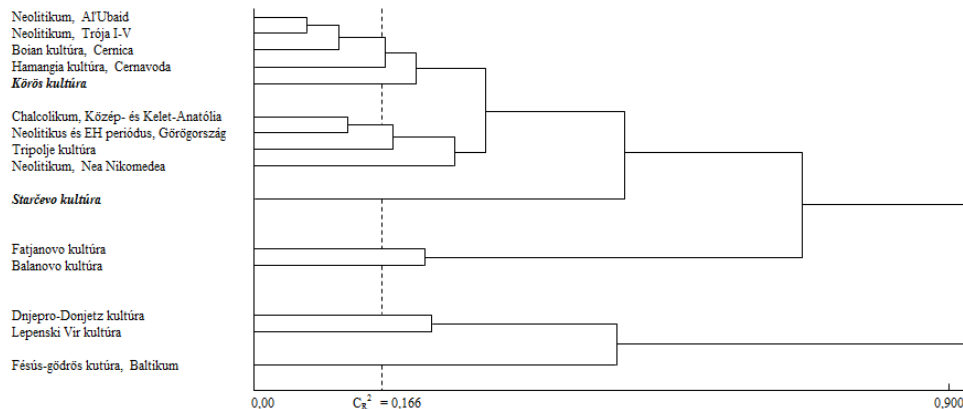 Neolitikum, Al'Ubaid
Neolitikum, Trója I-V
Boian kultúra, Cernica
Hamangia kultúra, Cernavoda
Körös kultúra
Chalcolikum, Közép- és Kelet-Anatólia
Neolitikus és EH periódus, Görögország
Tripolje kultúra
Neolitikum, Nea Nikomedea
Starčevo kultúra
Fatjanovo kultúra
Balanovo kultúra
Dnjepro-Donjetz kultúra
Lepenski Vir kultúra
Fésűs-gödrös kutúra, Baltikum
0,00 C_R² = 0,166 0,900